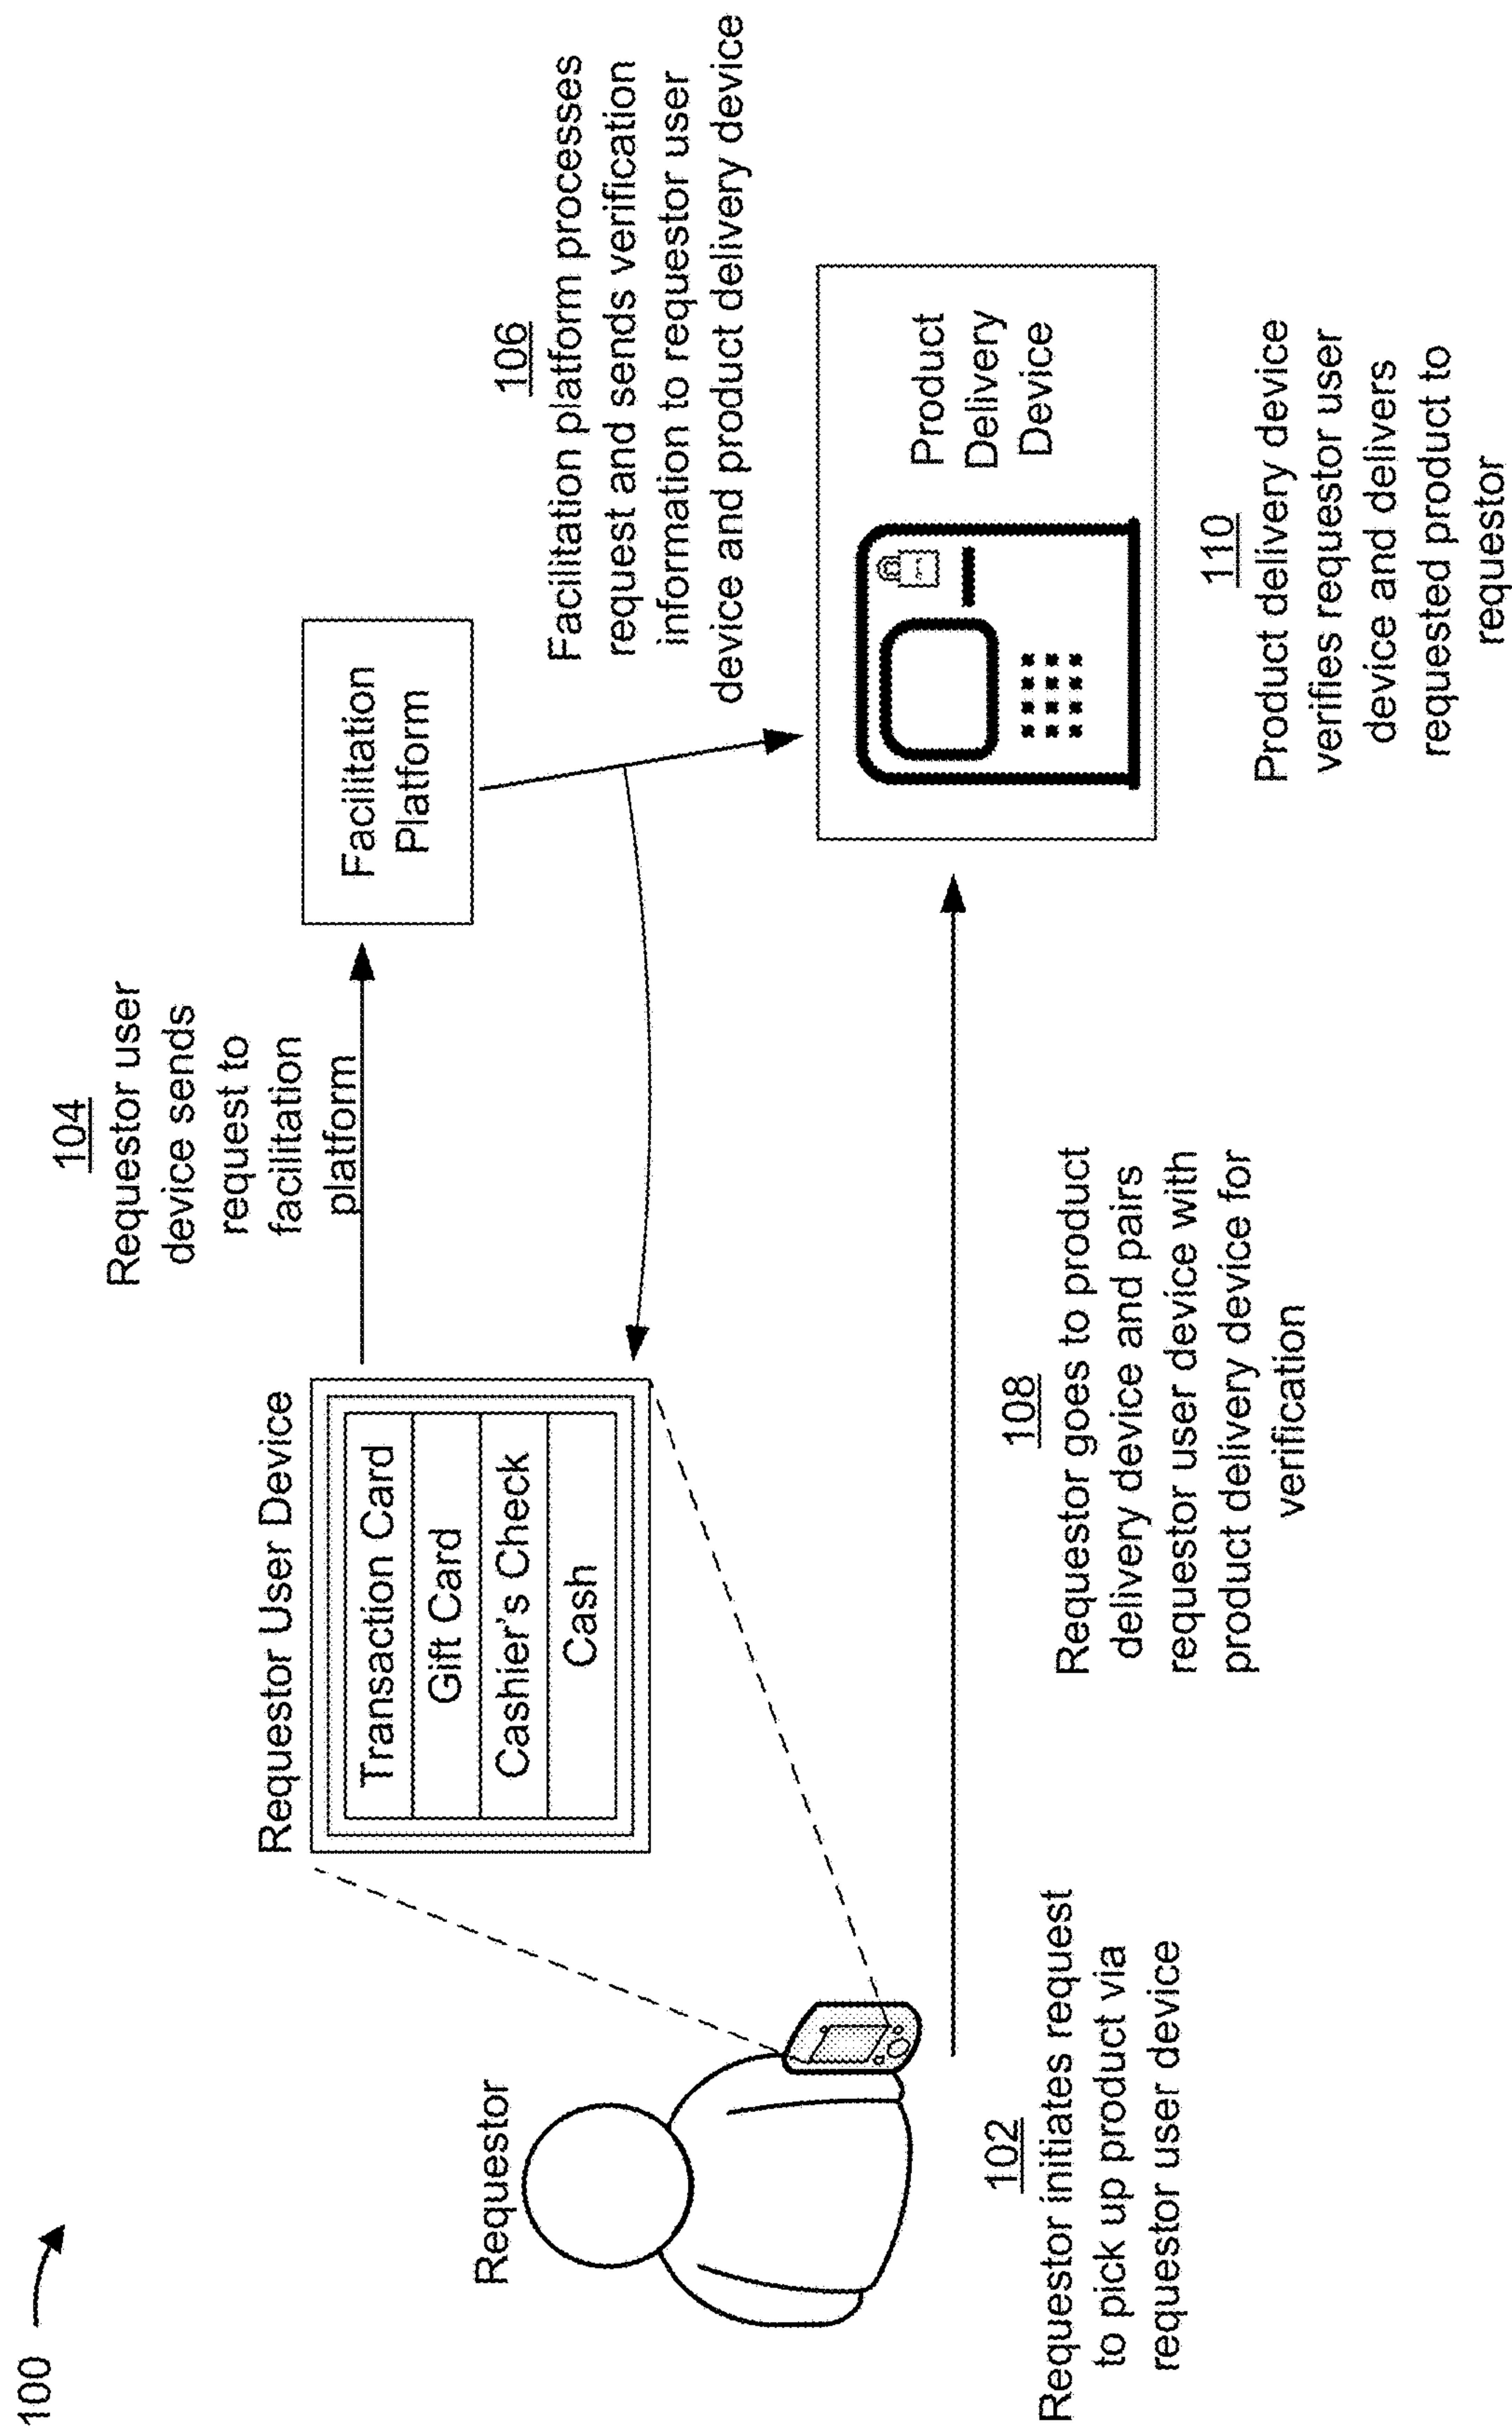 100
Requestor
102
Requestor initiates request
to pick up product via
requestor user device
Requestor User Device
Transaction Card
Gift Card
Cashier's Check
Cash
104
Requestor user
device sends
request to
facilitation
platform
Facilitation
Platform
106
Facilitation platform processes
request and sends verification
information to requestor user
device and product delivery device
108
Requestor goes to product
delivery device and pairs
requestor user device with
product delivery device for
verification
Product
Delivery
Device
110
Product delivery device
verifies requestor user
device and delivers
requested product to
requestor